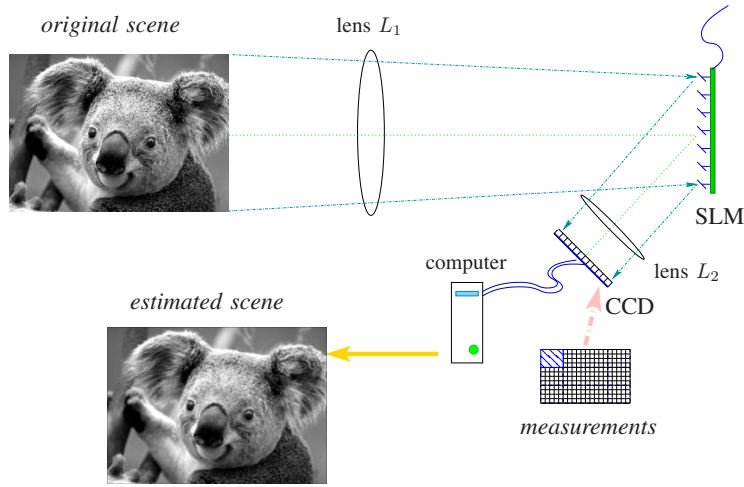 original scene
lens L₁
SLM
lens L₂
computer
CCD
estimated scene
measurements